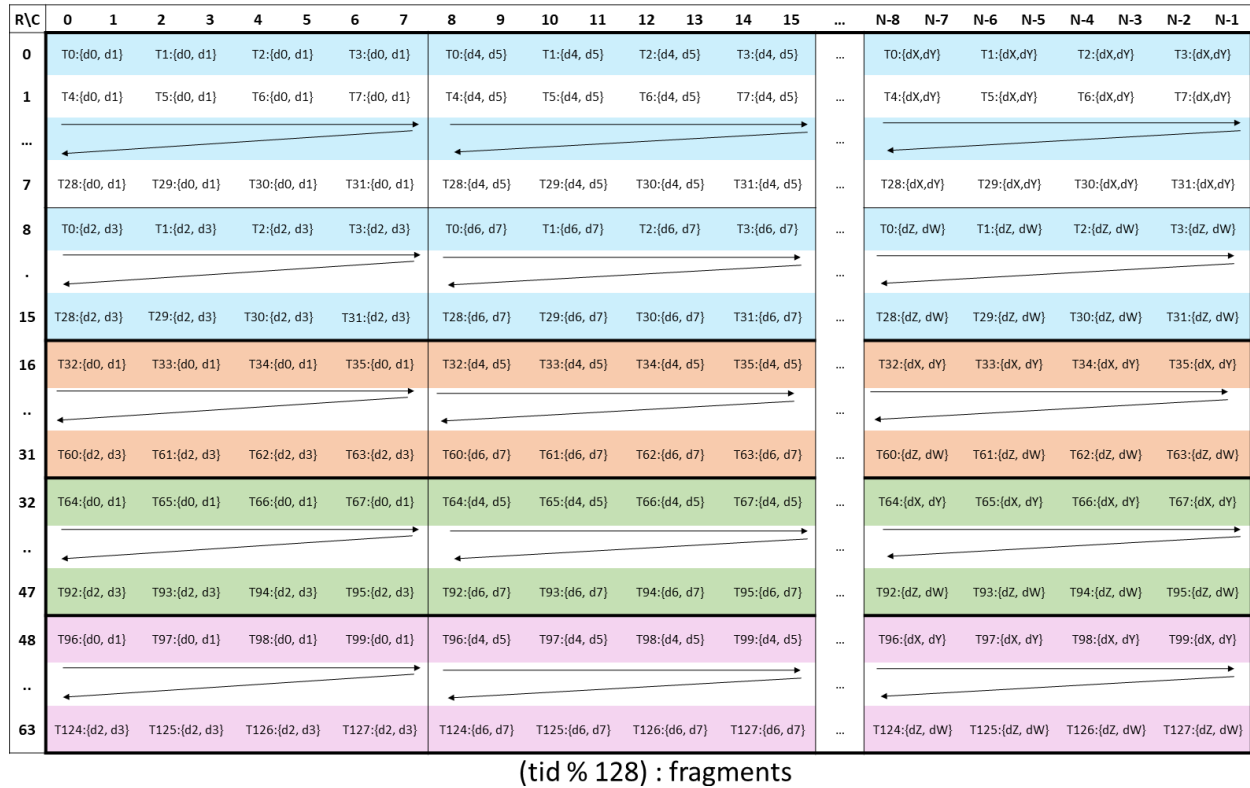 R\C 0 1 2 3 4 5 6 7 8 9 10 11 12 13 14 15 ... N-8 N-7 N-6 N-5 N-4 N-3 N-2 N-1
0 T0:{d0, d1} T1:{d0, d1} T2:{d0, d1} T3:{d0, d1} T0:{d4, d5} T1:{d4, d5} T2:{d4, d5} T3:{d4, d5} ... T0:{dX,dY} T1:{dX,dY} T2:{dX,dY} T3:{dX,dY}
1 T4:{d0, d1} T5:{d0, d1} T6:{d0, d1} T7:{d0, d1} T4:{d4, d5} T5:{d4, d5} T6:{d4, d5} T7:{d4, d5} ... T4:{dX,dY} T5:{dX,dY} T6:{dX,dY} T7:{dX,dY}
... ...
7 T28:{d0, d1} T29:{d0, d1} T30:{d0, d1} T31:{d0, d1} T28:{d4, d5} T29:{d4, d5} T30:{d4, d5} T31:{d4, d5} ... T28:{dX,dY} T29:{dX,dY} T30:{dX,dY} T31:{dX,dY}
8 T0:{d2, d3} T1:{d2, d3} T2:{d2, d3} T3:{d2, d3} T0:{d6, d7} T1:{d6, d7} T2:{d6, d7} T3:{d6, d7} ... T0:{dZ, dW} T1:{dZ, dW} T2:{dZ, dW} T3:{dZ, dW}
. ...
15 T28:{d2, d3} T29:{d2, d3} T30:{d2, d3} T31:{d2, d3} T28:{d6, d7} T29:{d6, d7} T30:{d6, d7} T31:{d6, d7} ... T28:{dZ, dW} T29:{dZ, dW} T30:{dZ, dW} T31:{dZ, dW}
16 T32:{d0, d1} T33:{d0, d1} T34:{d0, d1} T35:{d0, d1} T32:{d4, d5} T33:{d4, d5} T34:{d4, d5} T35:{d4, d5} ... T32:{dX, dY} T33:{dX, dY} T34:{dX, dY} T35:{dX, dY}
.. ...
31 T60:{d2, d3} T61:{d2, d3} T62:{d2, d3} T63:{d2, d3} T60:{d6, d7} T61:{d6, d7} T62:{d6, d7} T63:{d6, d7} ... T60:{dZ, dW} T61:{dZ, dW} T62:{dZ, dW} T63:{dZ, dW}
32 T64:{d0, d1} T65:{d0, d1} T66:{d0, d1} T67:{d0, d1} T64:{d4, d5} T65:{d4, d5} T66:{d4, d5} T67:{d4, d5} ... T64:{dX, dY} T65:{dX, dY} T66:{dX, dY} T67:{dX, dY}
.. ...
47 T92:{d2, d3} T93:{d2, d3} T94:{d2, d3} T95:{d2, d3} T92:{d6, d7} T93:{d6, d7} T94:{d6, d7} T95:{d6, d7} ... T92:{dZ, dW} T93:{dZ, dW} T94:{dZ, dW} T95:{dZ, dW}
48 T96:{d0, d1} T97:{d0, d1} T98:{d0, d1} T99:{d0, d1} T96:{d4, d5} T97:{d4, d5} T98:{d4, d5} T99:{d4, d5} ... T96:{dX, dY} T97:{dX, dY} T98:{dX, dY} T99:{dX, dY}
.. ...
63 T124:{d2, d3} T125:{d2, d3} T126:{d2, d3} T127:{d2, d3} T124:{d6, d7} T125:{d6, d7} T126:{d6, d7} T127:{d6, d7} ... T124:{dZ, dW} T125:{dZ, dW} T126:{dZ, dW} T127:{dZ, dW}
(tid % 128) : fragments